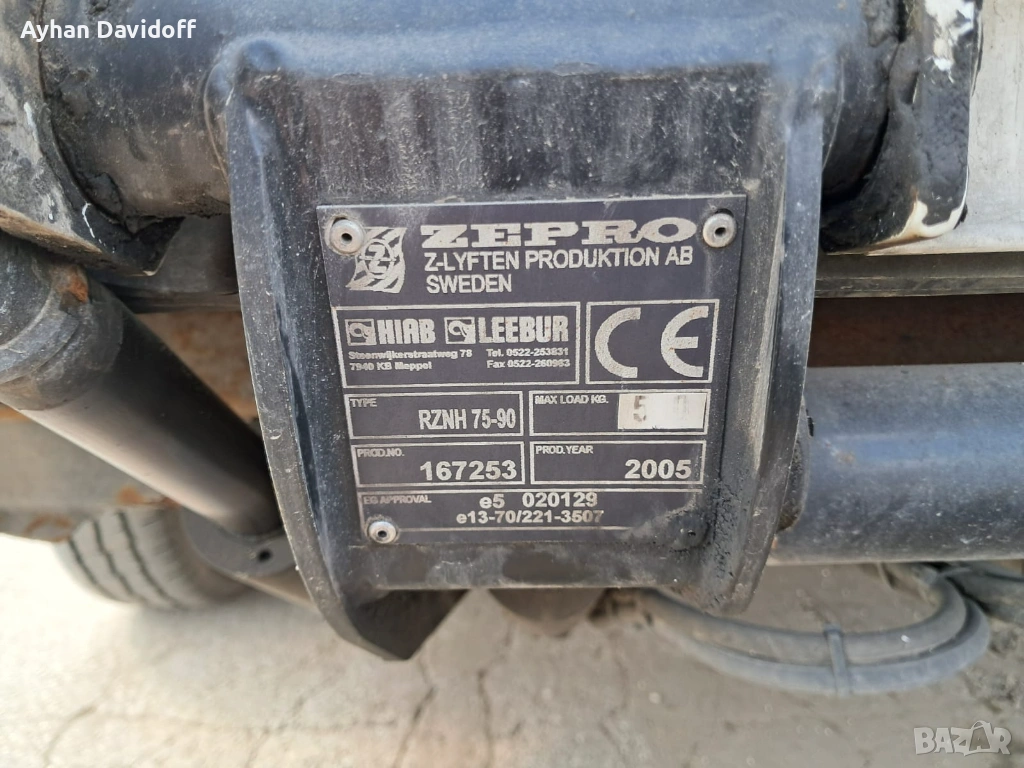 Ayhan Davidoff
ZEPRO
Z-LYFTEN PRODUKTION AB
SWEDEN
HIAB LEEBUR
Steenwijkerstraatweg 78 Tel. 0522-253831
7940 KB Meppel Fax 0522-260963
CE
TYPE
RZNH 75-90
MAX LOAD KG.
PROD.NO.
167253
PROD.YEAR
2005
EG APPROVAL
e5 020129
e13-70/221-3507
BAZAR